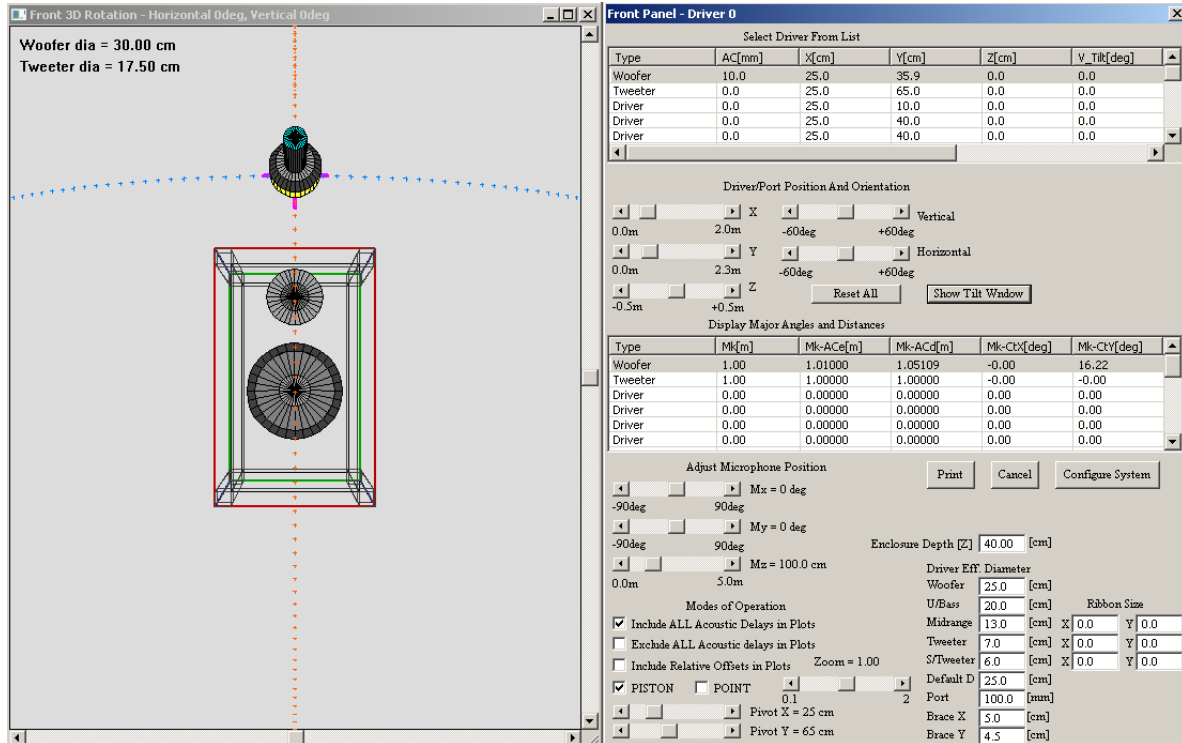 Front 3D Rotation - Horizontal 0deg, Vertical 0deg
Woofer dia = 30.00 cm
Tweeter dia = 17.50 cm
Front Panel - Driver 0
Select Driver From List
Type AC[mm] X[cm] Y[cm] Z[cm] V_Tilt[deg]
Woofer 10.0 25.0 35.9 0.0 0.0
Tweeter 0.0 25.0 65.0 0.0 0.0
Driver 0.0 25.0 10.0 0.0 0.0
Driver 0.0 25.0 40.0 0.0 0.0
Driver 0.0 25.0 40.0 0.0 0.0
Driver/Port Position And Orientation
X Vertical
0.0m 2.0m -60deg +60deg
Y Horizontal
0.0m 2.3m -60deg +60deg
Z Reset All Show Tilt Wndow
-0.5m +0.5m
Display Major Angles and Distances
Type Mk[m] Mk-ACe[m] Mk-ACd[m] Mk-CtX[deg] Mk-CtY[deg]
Woofer 1.00 1.01000 1.05109 -0.00 16.22
Tweeter 1.00 1.00000 1.00000 -0.00 -0.00
Driver 0.00 0.00000 0.00000 0.00 0.00
Driver 0.00 0.00000 0.00000 0.00 0.00
Driver 0.00 0.00000 0.00000 0.00 0.00
Driver 0.00 0.00000 0.00000 0.00 0.00
Adjust Microphone Position
Print Cancel Configure System
Mx = 0 deg
-90deg 90deg
My = 0 deg
-90deg 90deg
Enclosure Depth [Z] 40.00 [cm]
Mz = 100.0 cm
0.0m 5.0m
Driver Eff. Diameter
Woofer 25.0 [cm]
Modes of Operation
U/Bass 20.0 [cm] Ribbon Size
Include ALL Acoustic Delays in Plots
Midrange 13.0 [cm] X 0.0 Y 0.0
Exclude ALL Acoustic delays in Plots
Tweeter 7.0 [cm] X 0.0 Y 0.0
Include Relative Offsets in Plots Zoom = 1.00
S/Tweeter 6.0 [cm] X 0.0 Y 0.0
PISTON POINT
0.1 2
Default D 25.0 [cm]
Port 100.0 [mm]
Pivot X = 25 cm
Brace X 5.0 [cm]
Pivot Y = 65 cm
Brace Y 4.5 [cm]